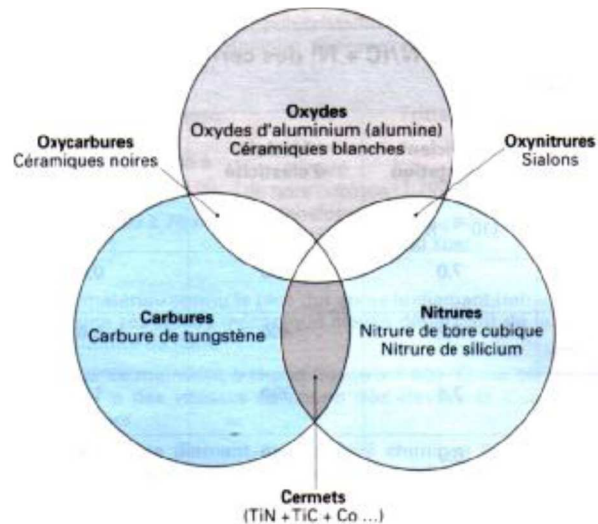 Oxydes
Oxydes d'aluminium (alumine)
Céramiques blanches
Oxycarbures
Céramiques noires
Oxynitrures
Sialons
Carbures
Carbure de tungstène
Nitrures
Nitrure de bore cubique
Nitrure de silicium
Cermets
(TiN +TiC + Co ...)